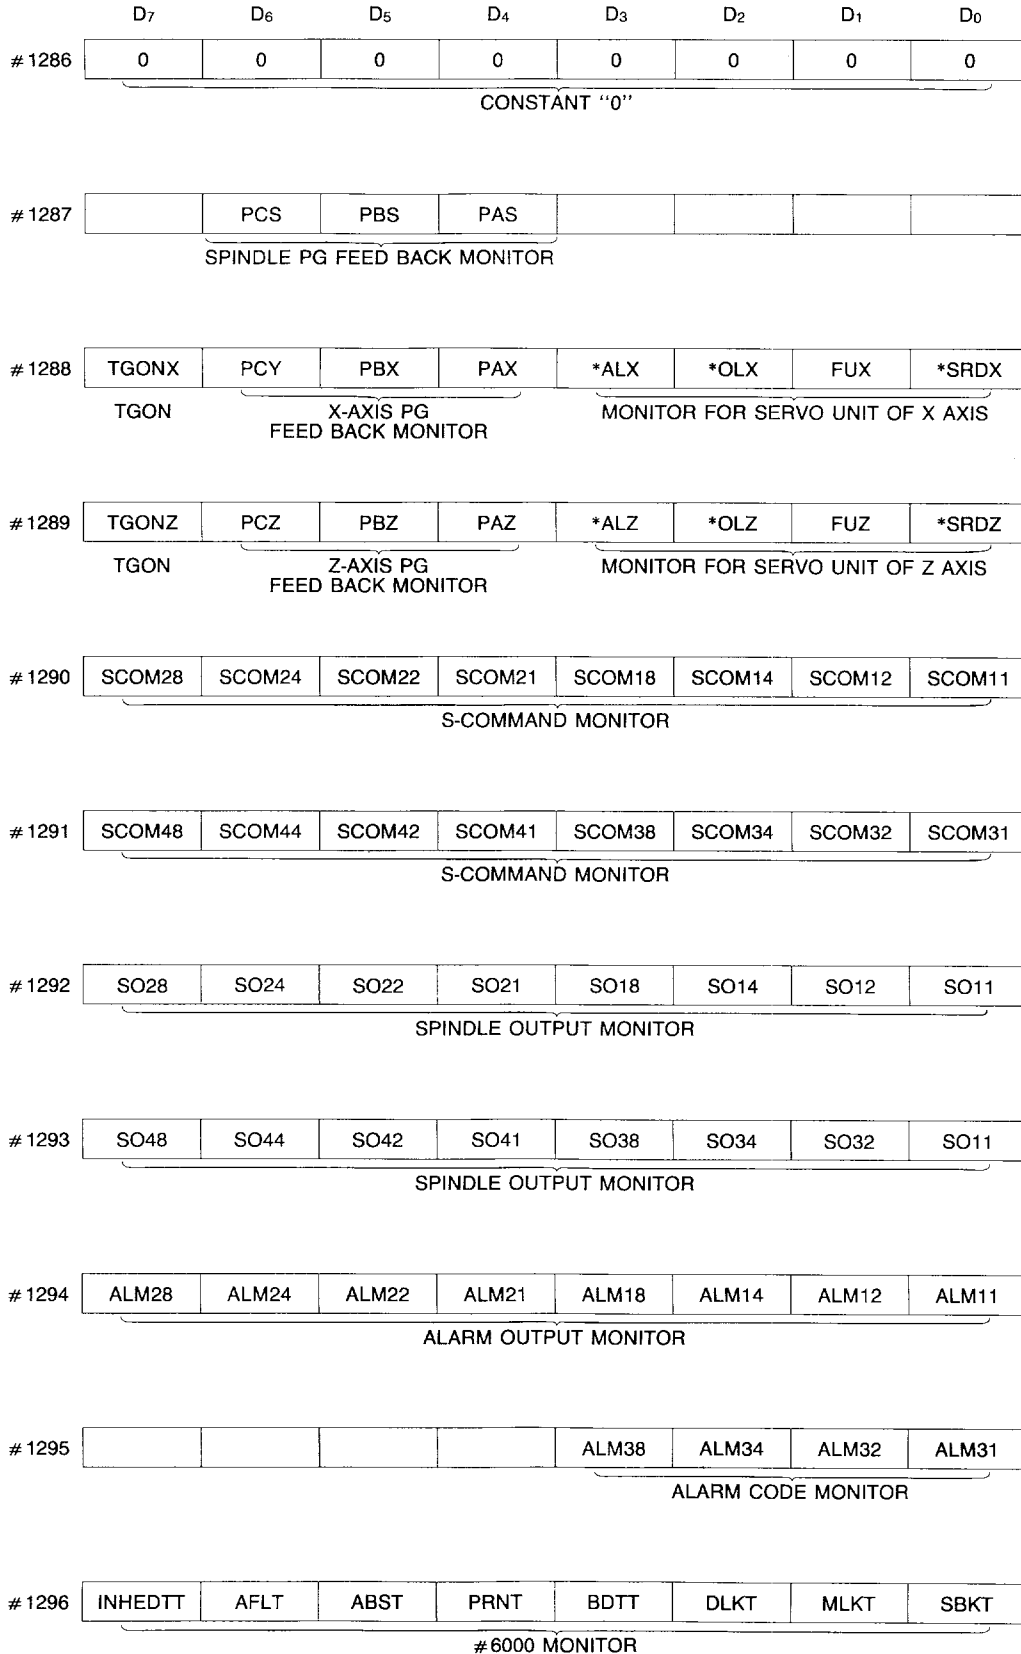 D7 D6 D5 D4 D3 D2 D1 D0
#1286 0 0 0 0 0 0 0 0
CONSTANT "0"
#1287 PCS PBS PAS
SPINDLE PG FEED BACK MONITOR
#1288 TGONX PCY PBX PAX *ALX *OLX FUX *SRDX
TGON X-AXIS PG MONITOR FOR SERVO UNIT OF X AXIS
FEED BACK MONITOR
#1289 TGONZ PCZ PBZ PAZ *ALZ *OLZ FUZ *SRDZ
TGON Z-AXIS PG MONITOR FOR SERVO UNIT OF Z AXIS
FEED BACK MONITOR
#1290 SCOM28 SCOM24 SCOM22 SCOM21 SCOM18 SCOM14 SCOM12 SCOM11
S-COMMAND MONITOR
#1291 SCOM48 SCOM44 SCOM42 SCOM41 SCOM38 SCOM34 SCOM32 SCOM31
S-COMMAND MONITOR
#1292 SO28 SO24 SO22 SO21 SO18 SO14 SO12 SO11
SPINDLE OUTPUT MONITOR
#1293 SO48 SO44 SO42 SO41 SO38 SO34 SO32 SO11
SPINDLE OUTPUT MONITOR
#1294 ALM28 ALM24 ALM22 ALM21 ALM18 ALM14 ALM12 ALM11
ALARM OUTPUT MONITOR
#1295 ALM38 ALM34 ALM32 ALM31
ALARM CODE MONITOR
#1296 INHEDTT AFLT ABST PRNT BDTT DLKT MLKT SBKT
#6000 MONITOR